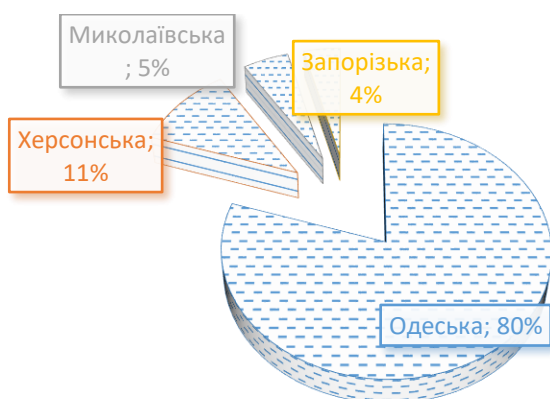 Миколаївська
; 5%
Запорізька;
4%
Херсонська;
11%
Одеська; 80%